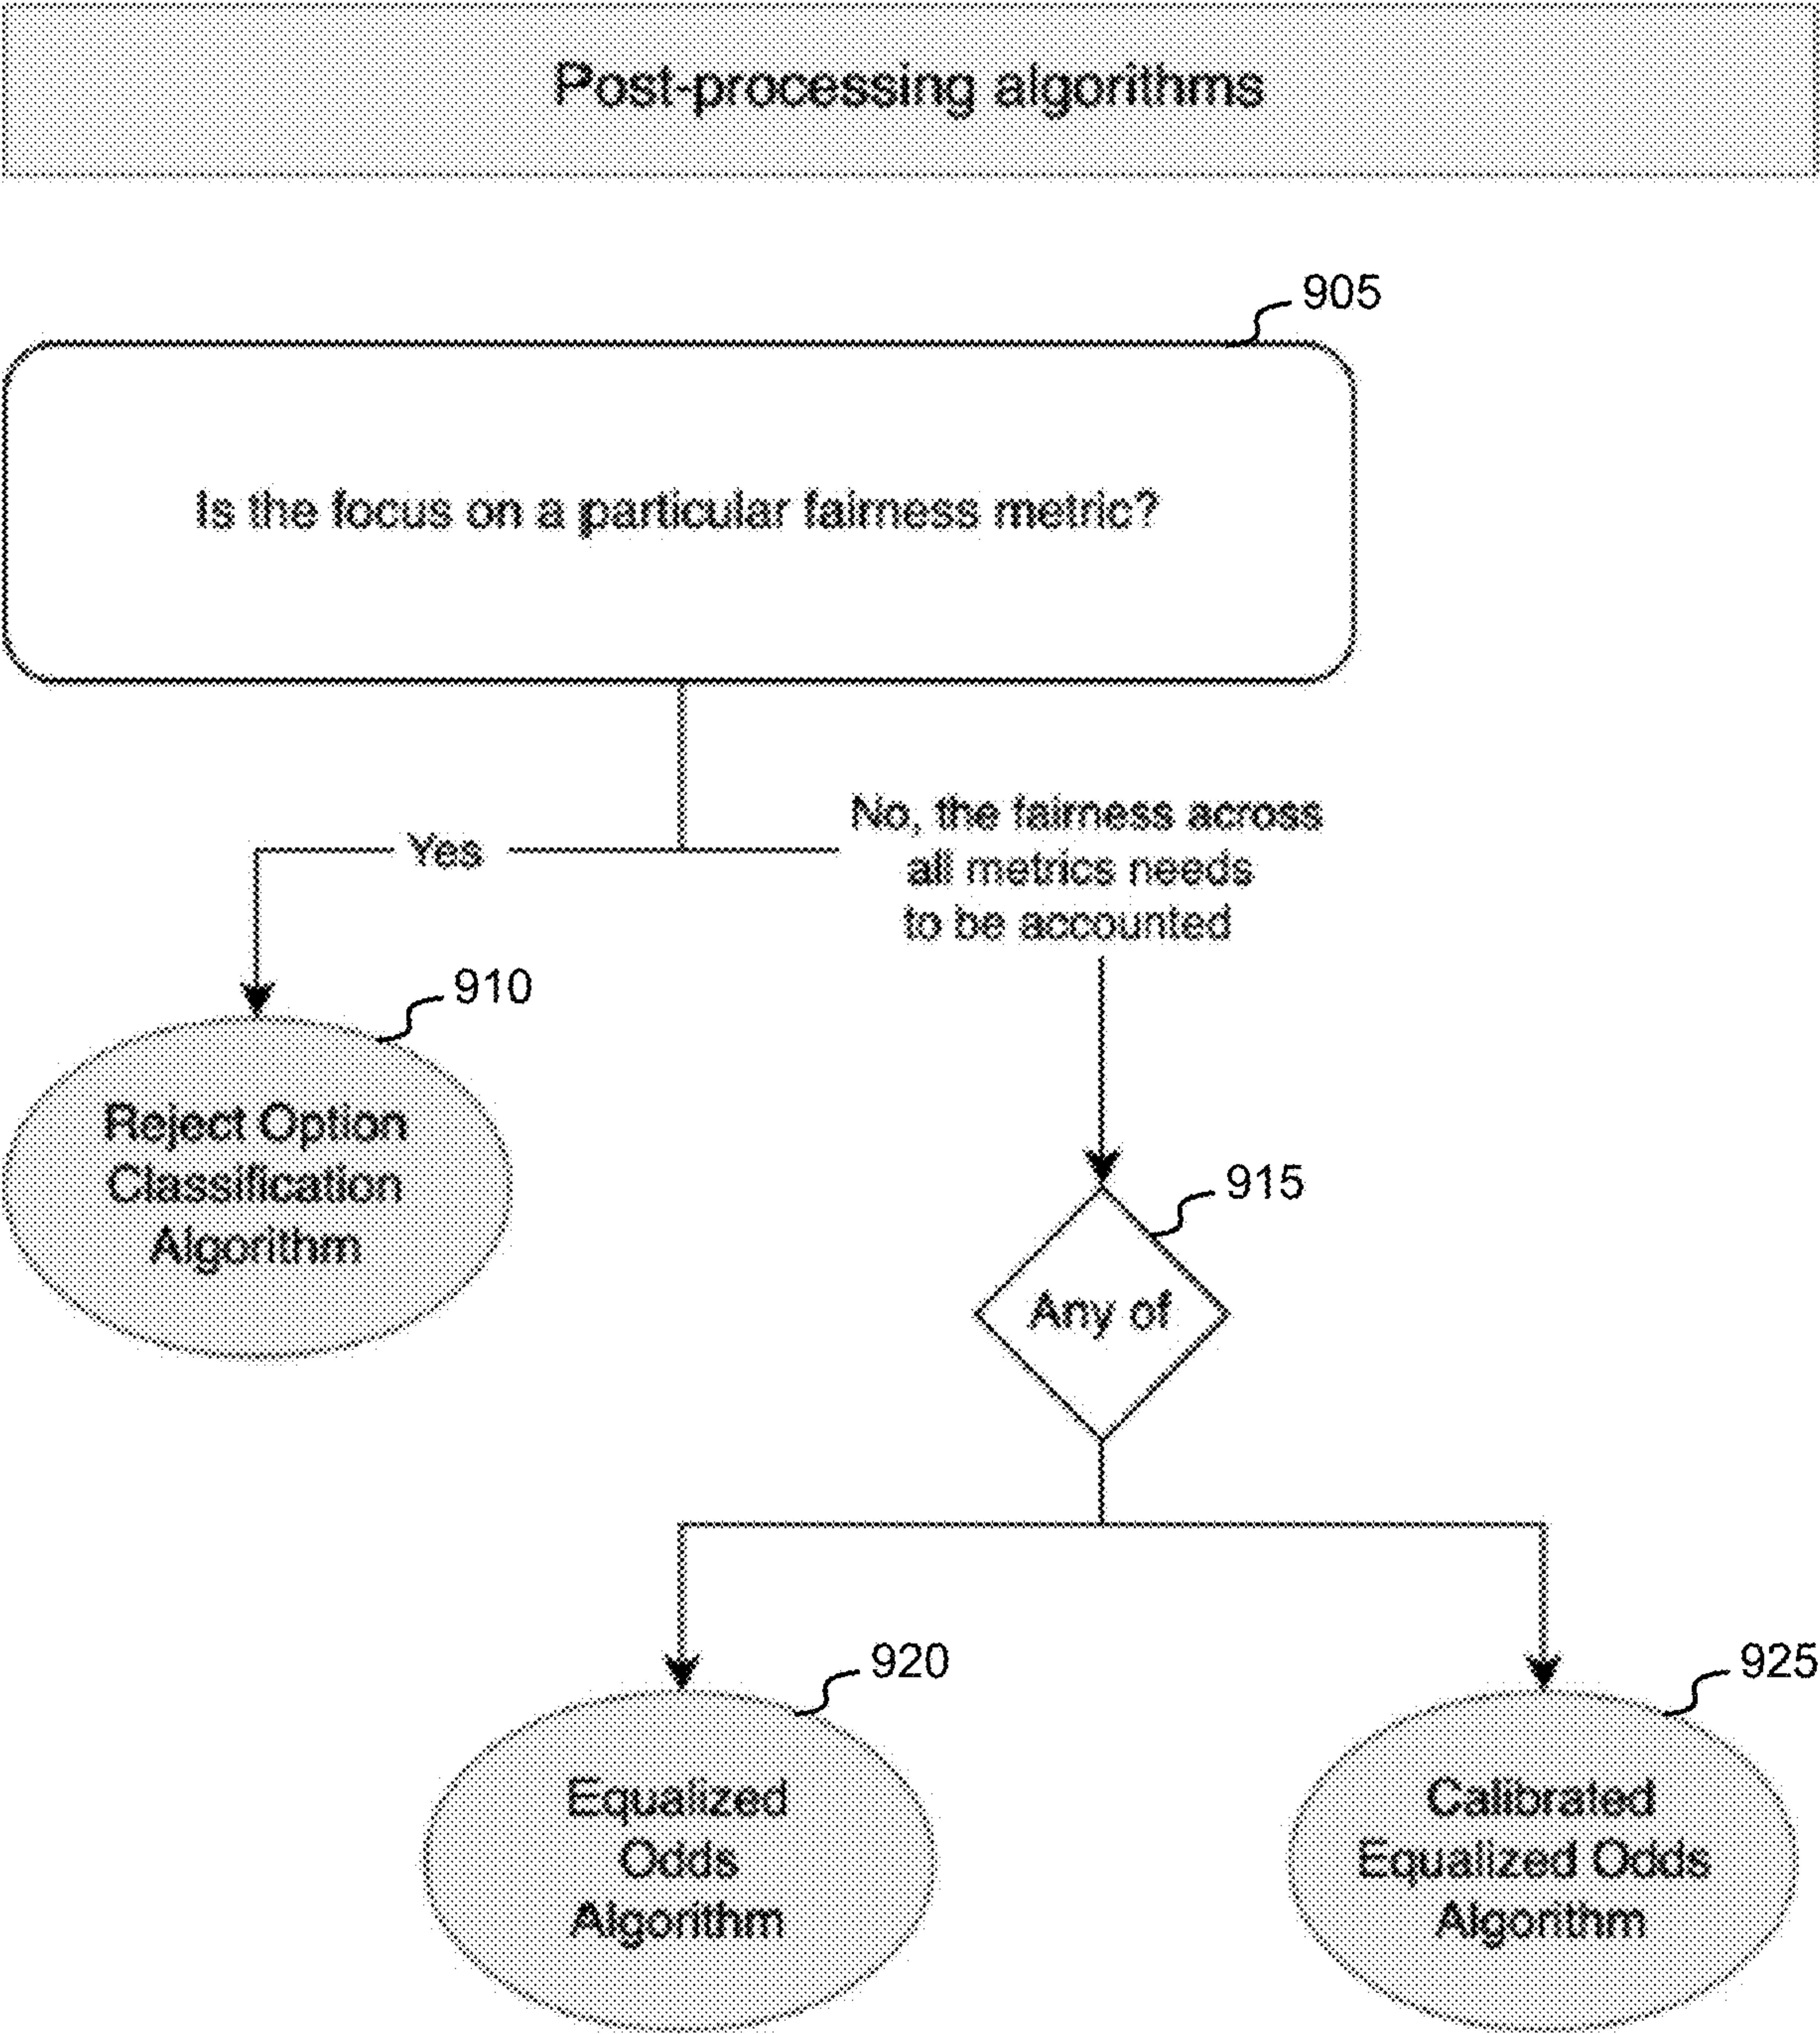 Post-processing algorithms
905
Is the focus on a particular fairness metric?
Yes
No, the fairness across
all metrics needs
to be accounted
910
Reject Option
Classification
Algorithm
915
Any of
920
Equalized
Odds
Algorithm
925
Calibrated
Equalized Odds
Algorithm